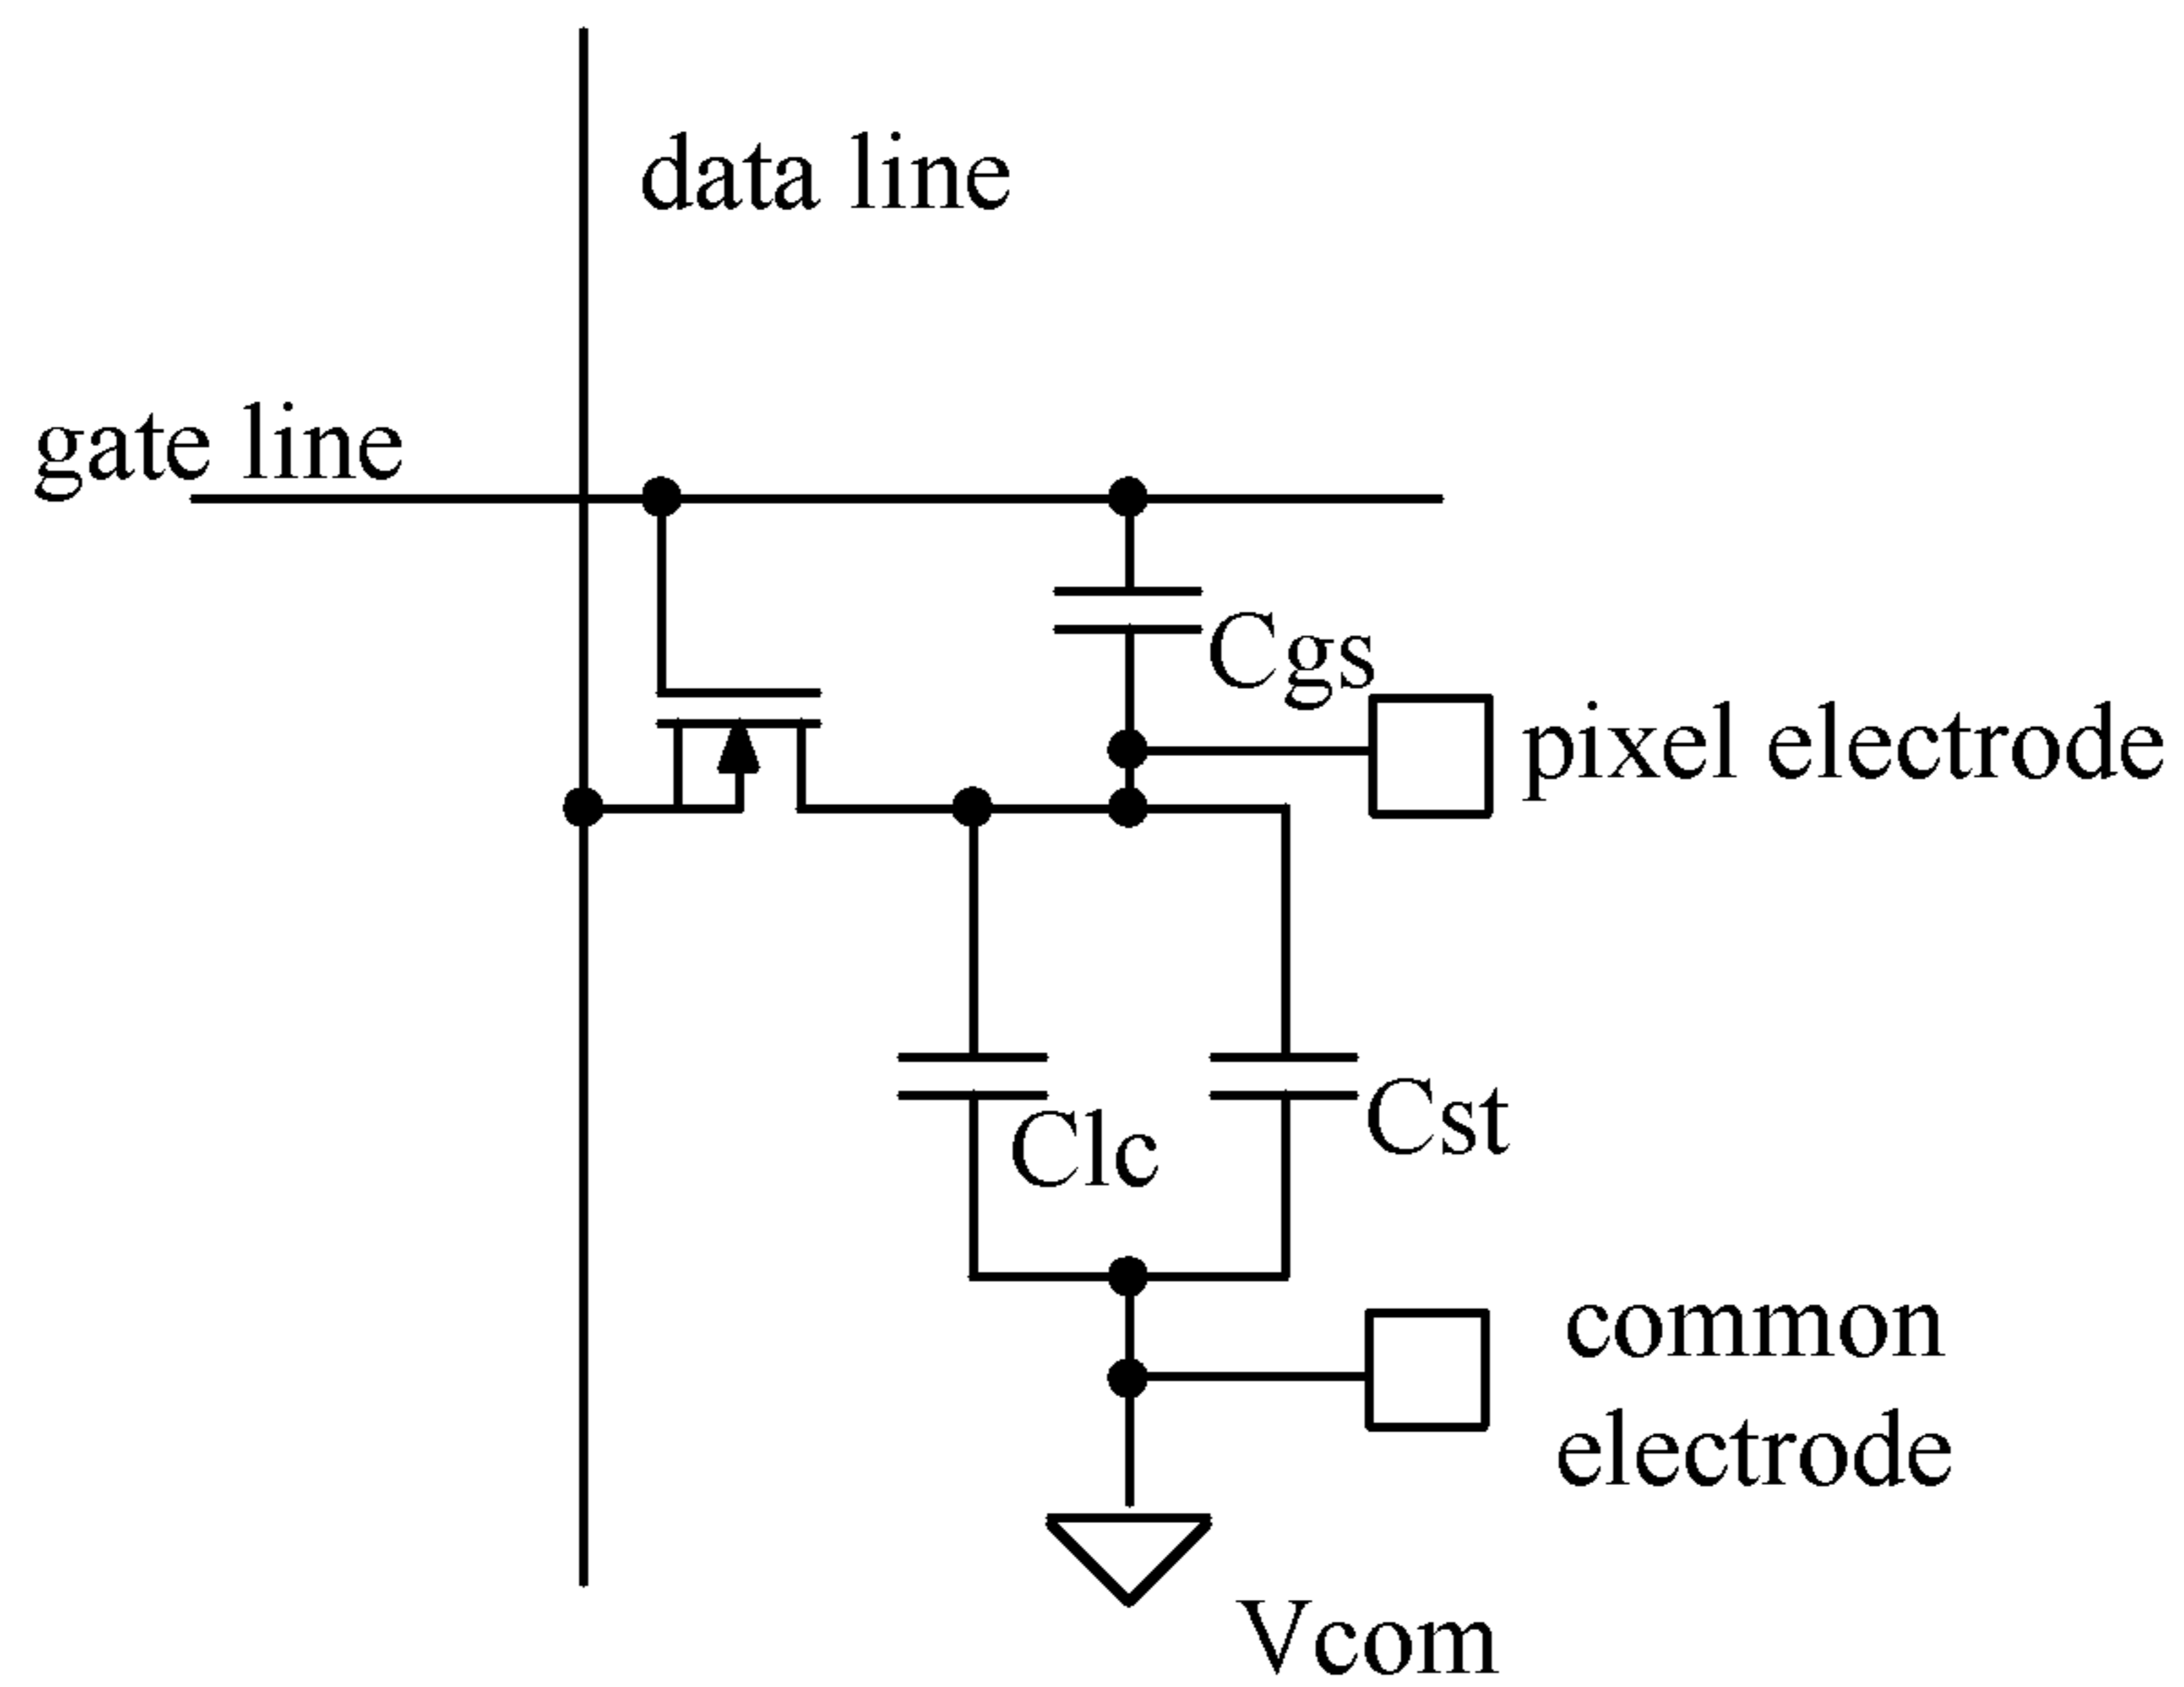 data line
gate line
Cgs
pixel electrode
Clc
Cst
common
electrode
Vcom